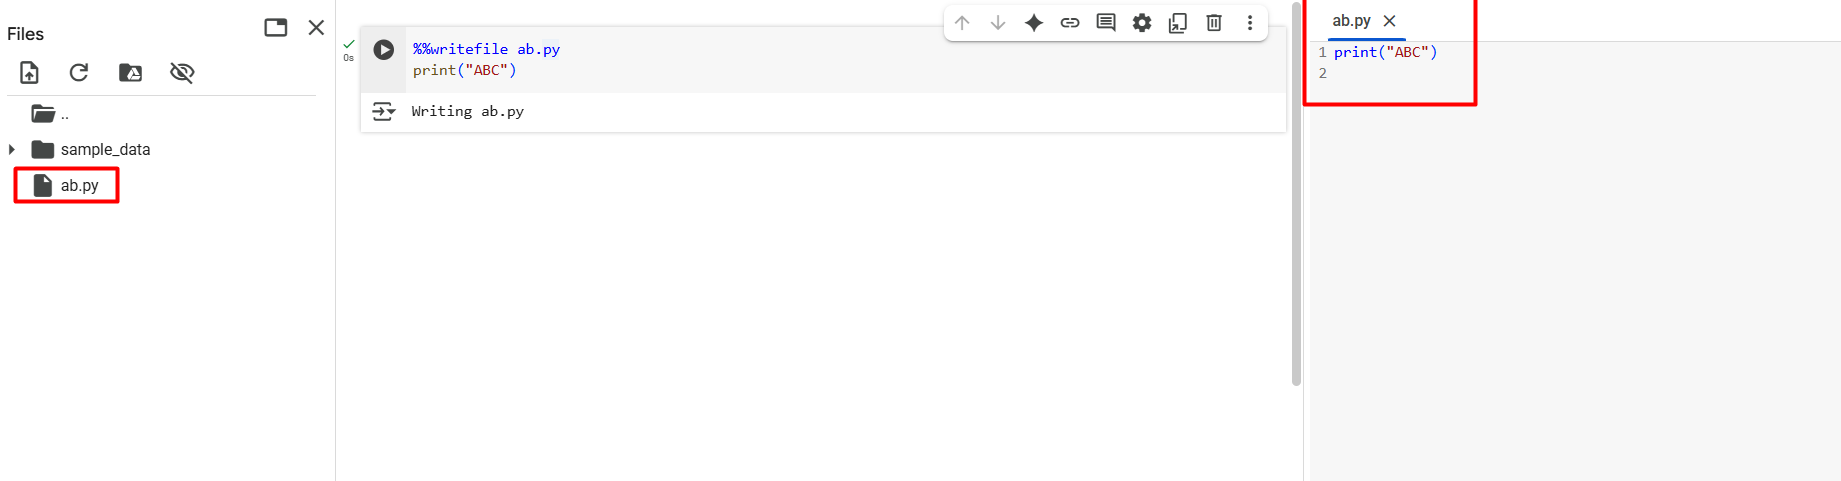 Files
..
sample_data
ab.py
0s
%%writefile ab.py
print("ABC")
Writing ab.py
ab.py
1 print("ABC")
2